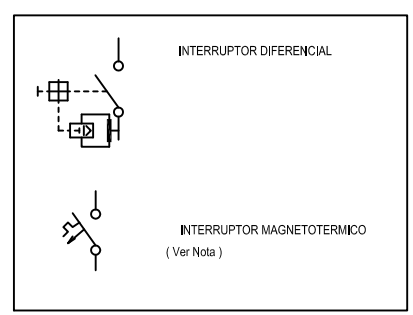 INTERRUPTOR DIFERENCIAL
INTERRUPTOR MAGNETOTERMICO
( Ver Nota )